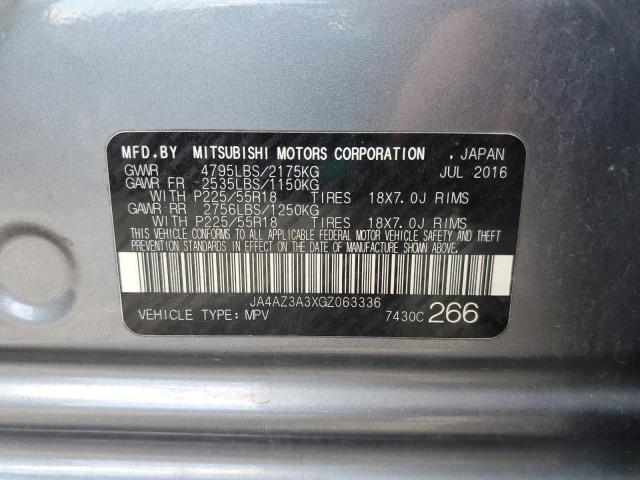 MFD.BY MITSUBISHI MOTORS CORPORATION . JAPAN
GVWR 4795LBS/2175KG JUL 2016
GAWR FR 2535LBS/1150KG
WITH P225/55R18 TIRES 18X7.0J RIMS
GAWR RR 2756LBS/1250KG
WITH P225/55R18 TIRES 18X7.0J RIMS
THIS VEHICLE CONFORMS TO ALL APPLICABLE FEDERAL MOTOR VEHICLE SAFETY AND THEFT
PREVENTION STANDARDS IN EFFECT ON THE DATE OF MANUFACTURE SHOWN ABOVE.
JA4AZ3A3XGZ063336
VEHICLE TYPE: MPV 7430C 266